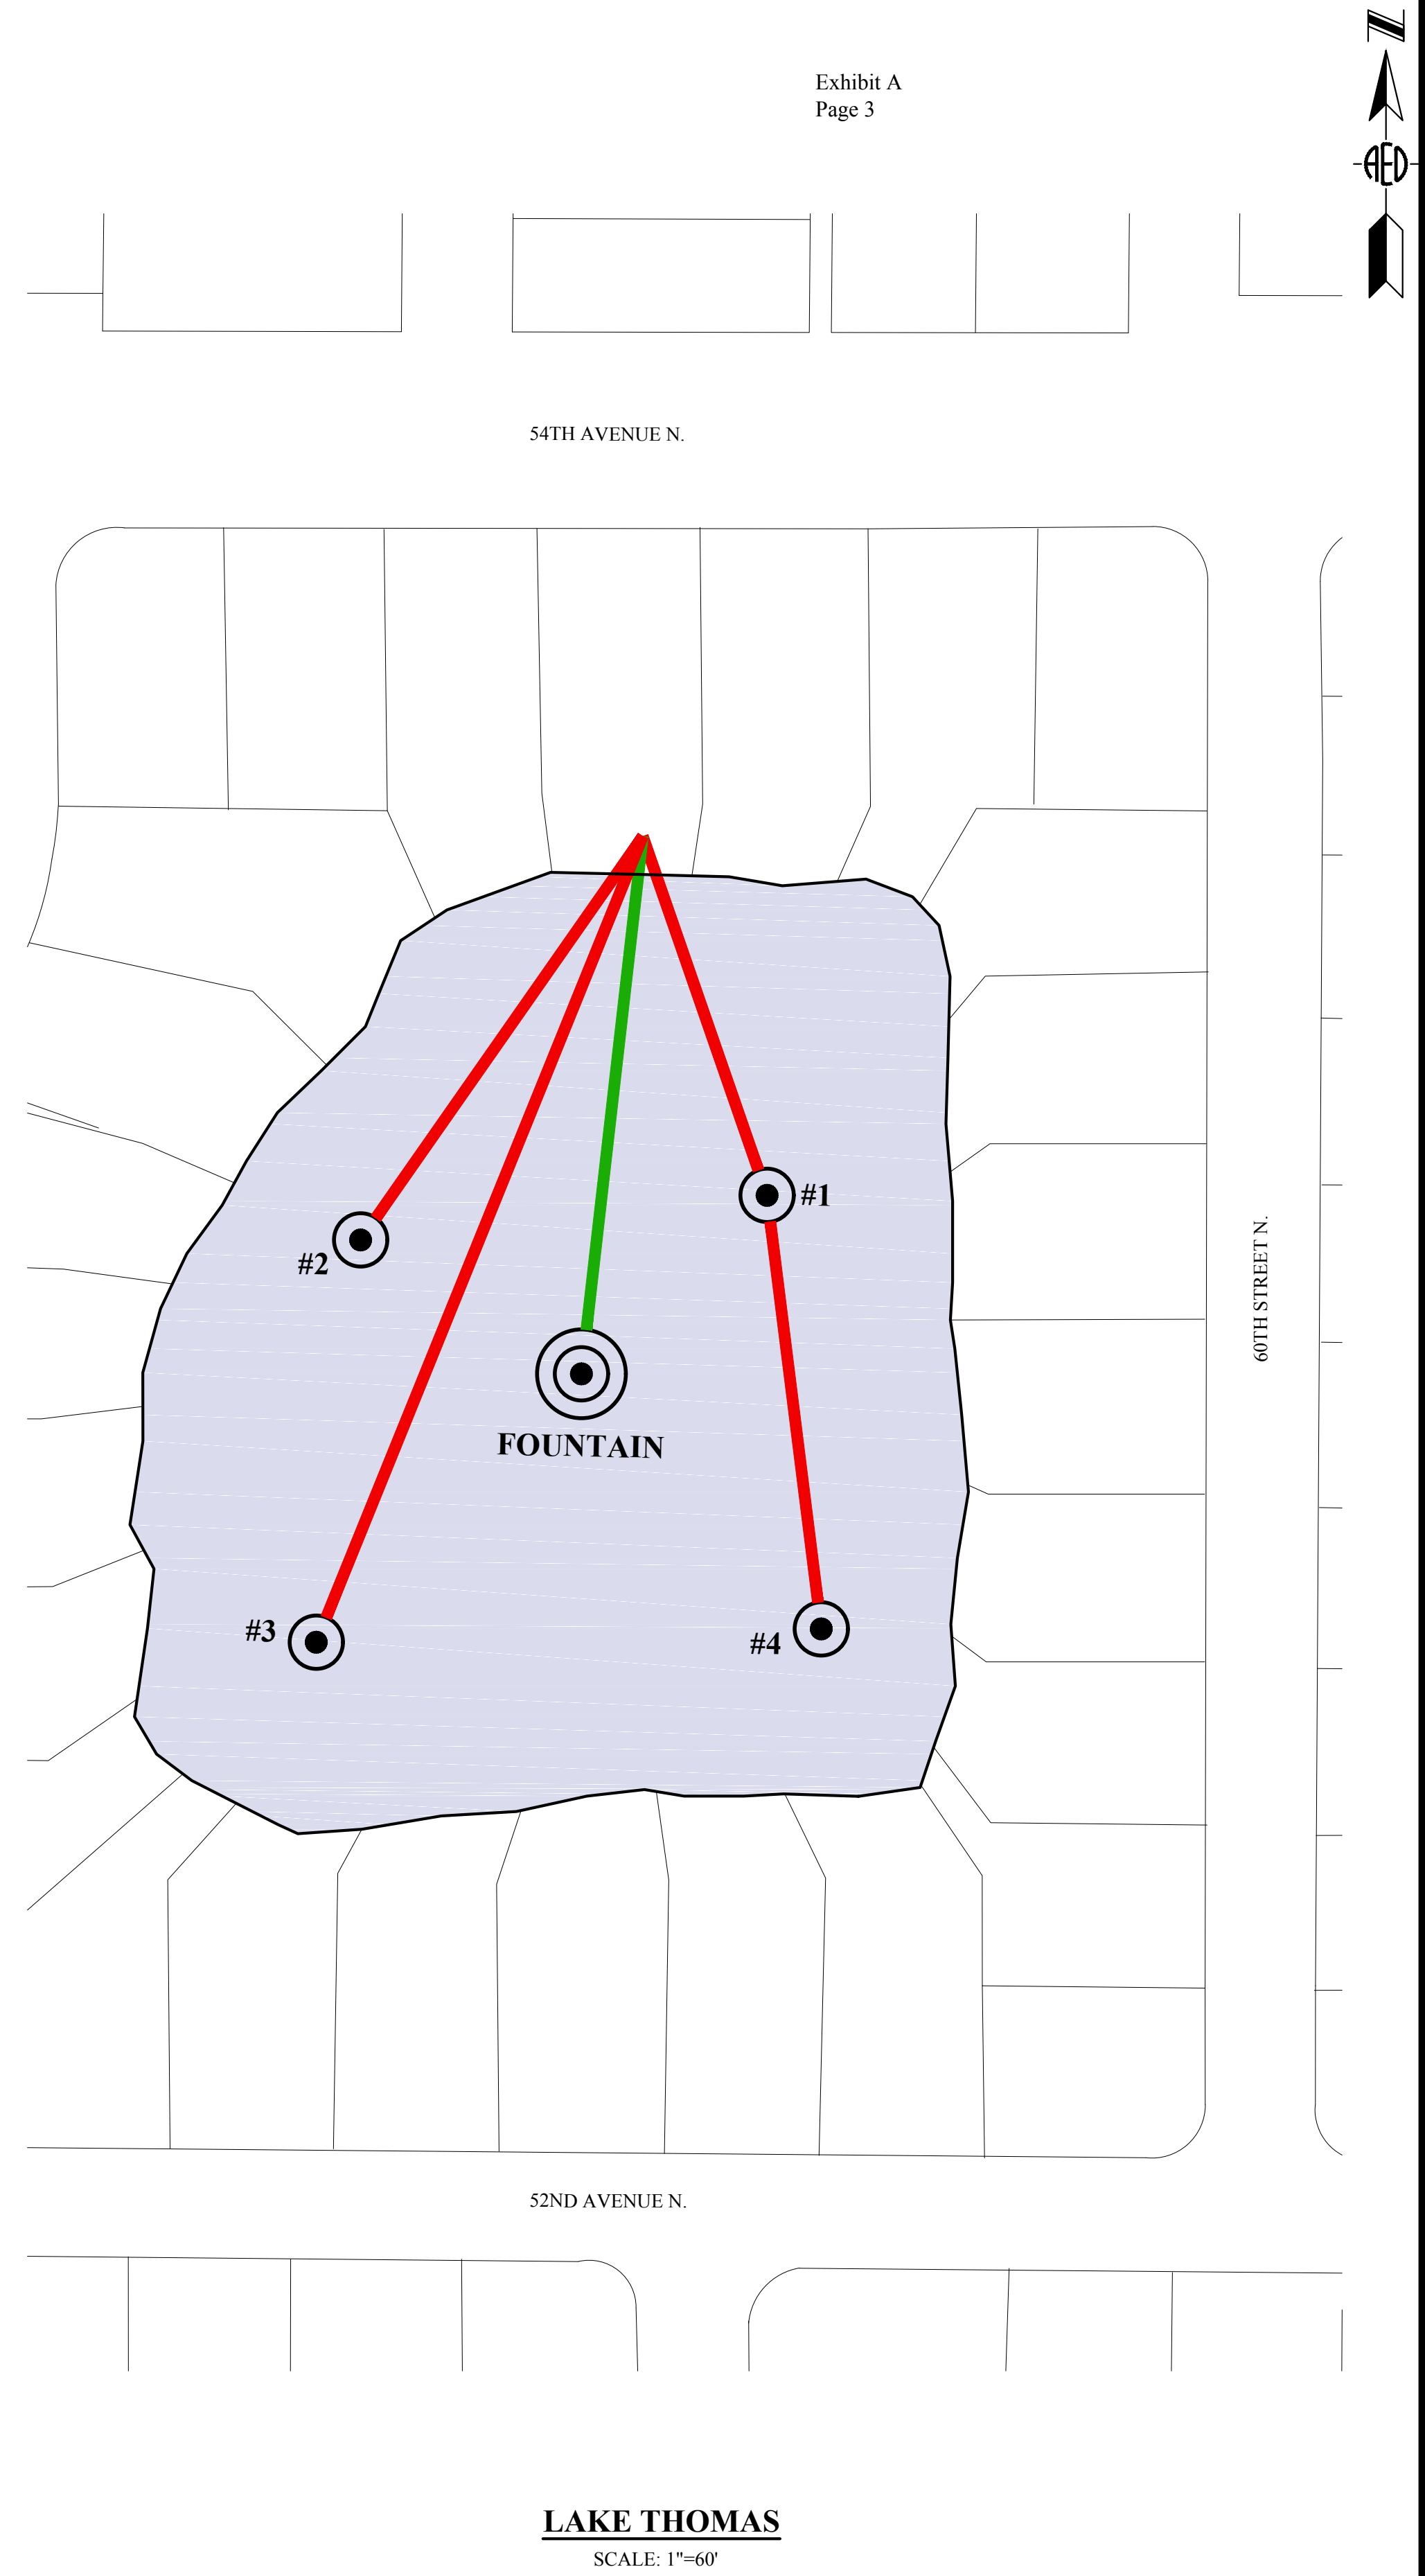 N
Exhibit A
Page 3
AED
54TH AVENUE N.
#1
#2
60TH STREET N.
FOUNTAIN
#3
#4
52ND AVENUE N.
LAKE THOMAS
SCALE: 1"=60'